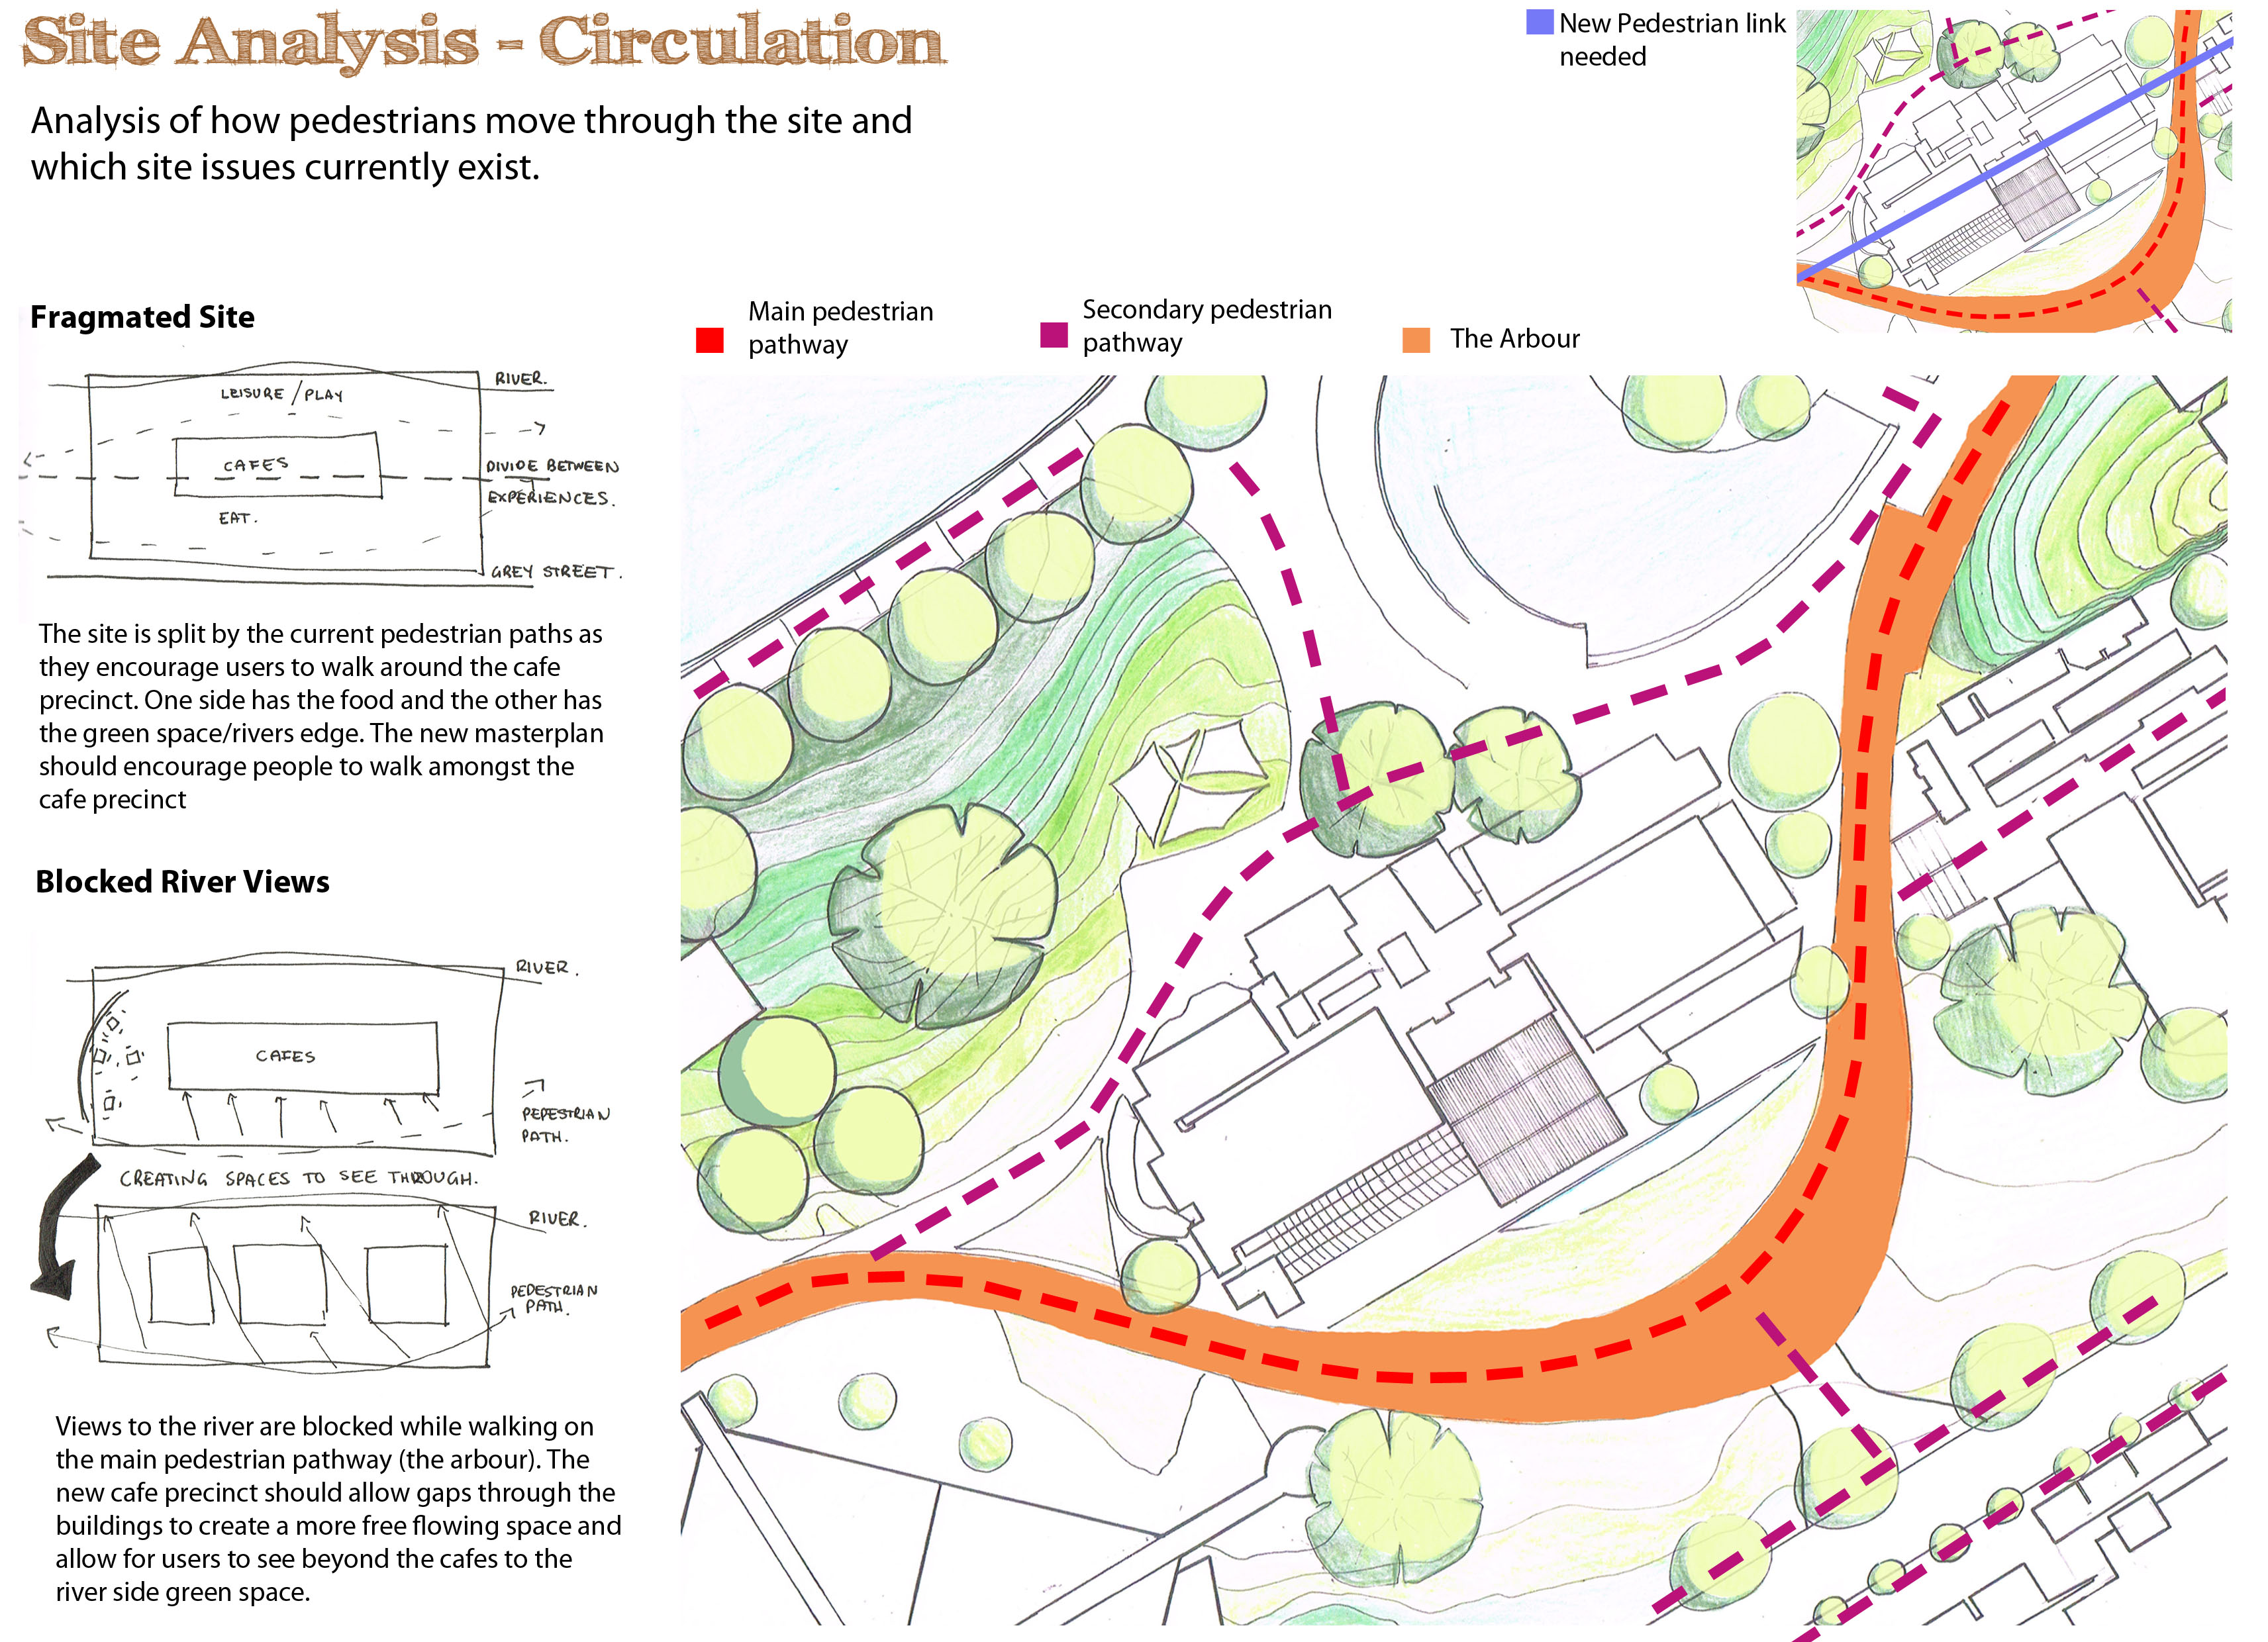 Site Analysis - Circulation
Analysis of how pedestrians move through the site and
which site issues currently exist.
New Pedestrian link
needed
Main pedestrian
pathway
Secondary pedestrian
pathway
The Arbour
Fragmated Site
RIVER.
LEISURE / PLAY
CAFES
DIVIDE BETWEEN
EXPERIENCES.
EAT.
GREY STREET.
The site is split by the current pedestrian paths as
they encourage users to walk around the cafe
precinct. One side has the food and the other has
the green space/rivers edge. The new masterplan
should encourage people to walk amongst the
cafe precinct
Blocked River Views
RIVER.
CAFES
PEDESTRIAN
PATH.
CREATING SPACES TO SEE THROUGH.
RIVER.
PEDESTRIAN
PATH.
Views to the river are blocked while walking on
the main pedestrian pathway (the arbour). The
new cafe precinct should allow gaps through the
buildings to create a more free flowing space and
allow for users to see beyond the cafes to the
river side green space.